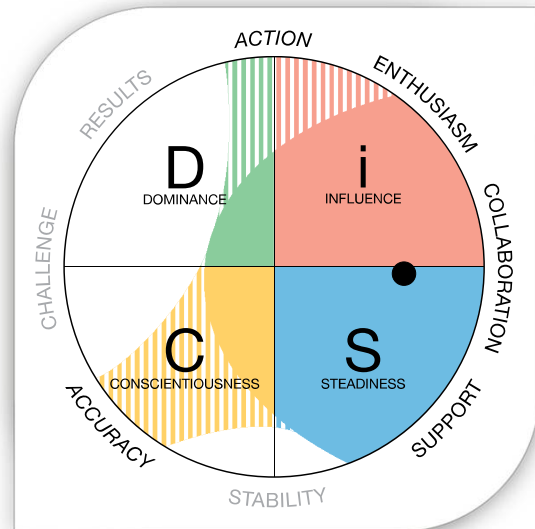 ACTION
RESULTS
ENTHUSIASM
D
DOMINANCE
i
INFLUENCE
CHALLENGE
COLLABORATION
C
CONSCIENTIOUSNESS
S
STEADINESS
ACCURACY
SUPPORT
STABILITY